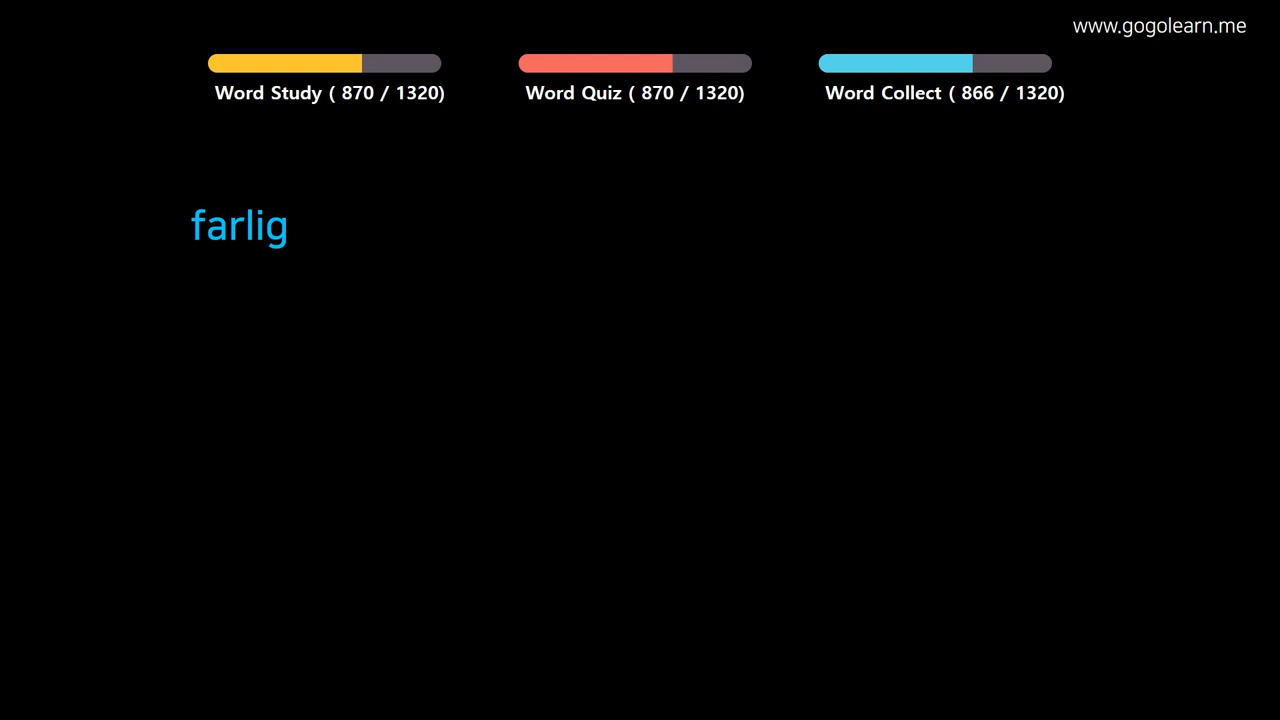 www.gogolearn.me
Word Study ( 870 / 1320)
Word Quiz ( 870 / 1320)
Word Collect ( 866 / 1320)
farlig